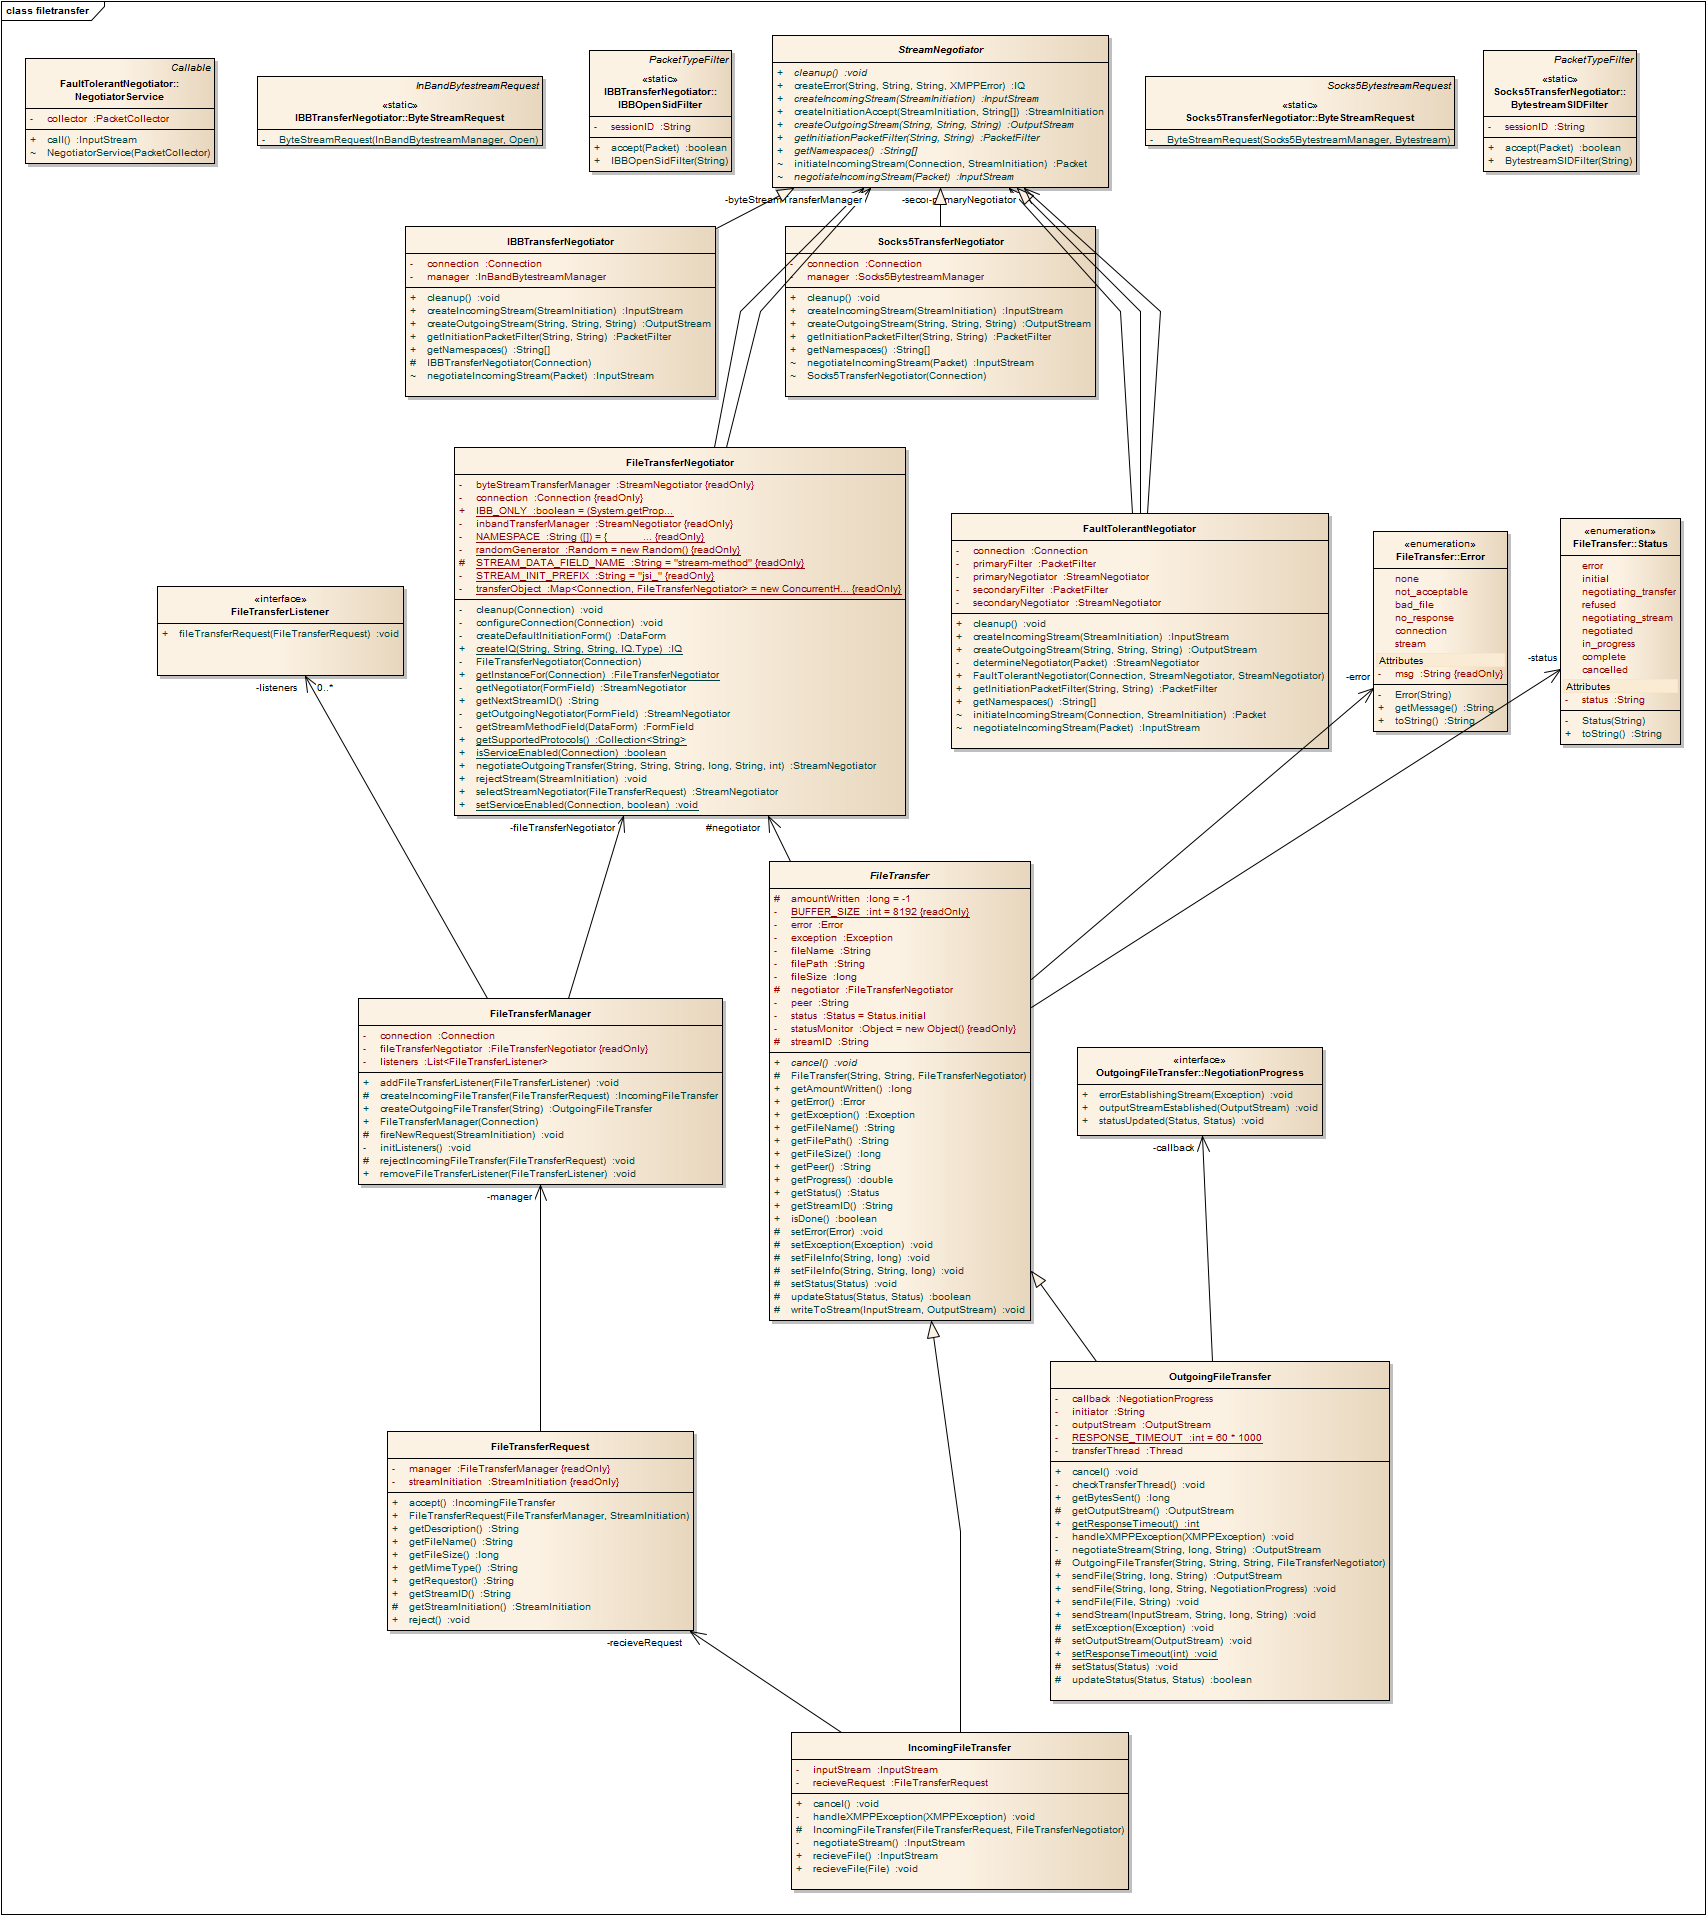 class filetransfer
Callable
FaultTolerantNegotiator::
NegotiatorService
- collector :PacketCollector
+ call() :InputStream
~ NegotiatorService(PacketCollector)
InBandBytestreamRequest
«static»
IBBTransferNegotiator::ByteStreamRequest
- ByteStreamRequest(InBandBytestreamManager, Open)
PacketTypeFilter
«static»
IBBTransferNegotiator::
IBBOpenSidFilter
- sessionID :String
+ accept(Packet) :boolean
+ IBBOpenSidFilter(String)
StreamNegotiator
+ cleanup() :void
+ createError(String, String, String, XMPPError) :IQ
+ createIncomingStream(StreamInitiation) :InputStream
+ createInitiationAccept(StreamInitiation, String[]) :StreamInitiation
+ createOutgoingStream(String, String, String) :OutputStream
+ getInitiationPacketFilter(String, String) :PacketFilter
+ getNamespaces() :String[]
~ initiateIncomingStream(Connection, StreamInitiation) :Packet
~ negotiateIncomingStream(Packet) :InputStream
Socks5BytestreamRequest
«static»
Socks5TransferNegotiator::ByteStreamRequest
- ByteStreamRequest(Socks5BytestreamManager, Bytestream)
PacketTypeFilter
«static»
Socks5TransferNegotiator::
BytestreamSIDFilter
- sessionID :String
+ accept(Packet) :boolean
+ BytestreamSIDFilter(String)
-byteStreamTransferManager
-secor
-primaryNegotiator
IBBTransferNegotiator
- connection :Connection
- manager :InBandBytestreamManager
+ cleanup() :void
+ createIncomingStream(StreamInitiation) :InputStream
+ createOutgoingStream(String, String, String) :OutputStream
+ getInitiationPacketFilter(String, String) :PacketFilter
+ getNamespaces() :String[]
# IBBTransferNegotiator(Connection)
~ negotiateIncomingStream(Packet) :InputStream
Socks5TransferNegotiator
- connection :Connection
- manager :Socks5BytestreamManager
+ cleanup() :void
+ createIncomingStream(StreamInitiation) :InputStream
+ createOutgoingStream(String, String, String) :OutputStream
+ getInitiationPacketFilter(String, String) :PacketFilter
+ getNamespaces() :String[]
~ negotiateIncomingStream(Packet) :InputStream
~ Socks5TransferNegotiator(Connection)
FileTransferNegotiator
- byteStreamTransferManager :StreamNegotiator {readOnly}
- connection :Connection {readOnly}
+ IBB_ONLY :boolean = (System.getProp...
- inbandTransferManager :StreamNegotiator {readOnly}
- NAMESPACE :String ([]) = { ... {readOnly}
- randomGenerator :Random = new Random() {readOnly}
# STREAM_DATA_FIELD_NAME :String = "stream-method" {readOnly}
- STREAM_INIT_PREFIX :String = "jsi_" {readOnly}
- transferObject :Map<Connection, FileTransferNegotiator> = new ConcurrentH... {readOnly}
- cleanup(Connection) :void
- configureConnection(Connection) :void
- createDefaultInitiationForm() :DataForm
+ createIQ(String, String, String, IQ.Type) :IQ
- FileTransferNegotiator(Connection)
+ getInstanceFor(Connection) :FileTransferNegotiator
- getNegotiator(FormField) :StreamNegotiator
+ getNextStreamID() :String
- getOutgoingNegotiator(FormField) :StreamNegotiator
- getStreamMethodField(DataForm) :FormField
+ getSupportedProtocols() :Collection<String>
+ isServiceEnabled(Connection) :boolean
+ negotiateOutgoingTransfer(String, String, String, long, String, int) :StreamNegotiator
+ rejectStream(StreamInitiation) :void
+ selectStreamNegotiator(FileTransferRequest) :StreamNegotiator
+ setServiceEnabled(Connection, boolean) :void
FaultTolerantNegotiator
- connection :Connection
- primaryFilter :PacketFilter
- primaryNegotiator :StreamNegotiator
- secondaryFilter :PacketFilter
- secondaryNegotiator :StreamNegotiator
+ cleanup() :void
+ createIncomingStream(StreamInitiation) :InputStream
+ createOutgoingStream(String, String, String) :OutputStream
- determineNegotiator(Packet) :StreamNegotiator
+ FaultTolerantNegotiator(Connection, StreamNegotiator, StreamNegotiator)
+ getInitiationPacketFilter(String, String) :PacketFilter
+ getNamespaces() :String[]
~ initiateIncomingStream(Connection, StreamInitiation) :Packet
~ negotiateIncomingStream(Packet) :InputStream
«enumeration»
FileTransfer::Error
none
not_acceptable
bad_file
no_response
connection
stream
Attributes
- msg :String {readOnly}
- Error(String)
+ getMessage() :String
+ toString() :String
«enumeration»
FileTransfer::Status
error
initial
negotiating_transfer
refused
negotiating_stream
negotiated
in_progress
complete
cancelled
Attributes
- status :String
- Status(String)
+ toString() :String
-status
-error
«interface»
FileTransferListener
+ fileTransferRequest(FileTransferRequest) :void
-listeners 0..*
-fileTransferNegotiator
#negotiator
FileTransfer
# amountWritten :long = -1
- BUFFER_SIZE :int = 8192 {readOnly}
- error :Error
- exception :Exception
- fileName :String
- filePath :String
- fileSize :long
# negotiator :FileTransferNegotiator
- peer :String
- status :Status = Status.initial
- statusMonitor :Object = new Object() {readOnly}
# streamID :String
+ cancel() :void
# FileTransfer(String, String, FileTransferNegotiator)
+ getAmountWritten() :long
+ getError() :Error
+ getException() :Exception
+ getFileName() :String
+ getFilePath() :String
+ getFileSize() :long
+ getPeer() :String
+ getProgress() :double
+ getStatus() :Status
+ getStreamID() :String
+ isDone() :boolean
# setError(Error) :void
# setException(Exception) :void
# setFileInfo(String, long) :void
# setFileInfo(String, String, long) :void
# setStatus(Status) :void
# updateStatus(Status, Status) :boolean
# writeToStream(InputStream, OutputStream) :void
FileTransferManager
- connection :Connection
- fileTransferNegotiator :FileTransferNegotiator {readOnly}
- listeners :List<FileTransferListener>
+ addFileTransferListener(FileTransferListener) :void
# createIncomingFileTransfer(FileTransferRequest) :IncomingFileTransfer
+ createOutgoingFileTransfer(String) :OutgoingFileTransfer
+ FileTransferManager(Connection)
# fireNewRequest(StreamInitiation) :void
- initListeners() :void
# rejectIncomingFileTransfer(FileTransferRequest) :void
+ removeFileTransferListener(FileTransferListener) :void
-manager
«interface»
OutgoingFileTransfer::NegotiationProgress
+ errorEstablishingStream(Exception) :void
+ outputStreamEstablished(OutputStream) :void
+ statusUpdated(Status, Status) :void
-callback
OutgoingFileTransfer
- callback :NegotiationProgress
- initiator :String
- outputStream :OutputStream
- RESPONSE_TIMEOUT :int = 60 * 1000
- transferThread :Thread
+ cancel() :void
- checkTransferThread() :void
+ getBytesSent() :long
# getOutputStream() :OutputStream
+ getResponseTimeout() :int
- handleXMPPException(XMPPException) :void
- negotiateStream(String, long, String) :OutputStream
# OutgoingFileTransfer(String, String, String, FileTransferNegotiator)
+ sendFile(String, long, String) :OutputStream
+ sendFile(String, long, String, NegotiationProgress) :void
+ sendFile(File, String) :void
+ sendStream(InputStream, String, long, String) :void
# setException(Exception) :void
# setOutputStream(OutputStream) :void
+ setResponseTimeout(int) :void
# setStatus(Status) :void
# updateStatus(Status, Status) :boolean
FileTransferRequest
- manager :FileTransferManager {readOnly}
- streamInitiation :StreamInitiation {readOnly}
+ accept() :IncomingFileTransfer
+ FileTransferRequest(FileTransferManager, StreamInitiation)
+ getDescription() :String
+ getFileName() :String
+ getFileSize() :long
+ getMimeType() :String
+ getRequestor() :String
+ getStreamID() :String
# getStreamInitiation() :StreamInitiation
+ reject() :void
-recieveRequest
IncomingFileTransfer
- inputStream :InputStream
- recieveRequest :FileTransferRequest
+ cancel() :void
- handleXMPPException(XMPPException) :void
# IncomingFileTransfer(FileTransferRequest, FileTransferNegotiator)
- negotiateStream() :InputStream
+ recieveFile() :InputStream
+ recieveFile(File) :void